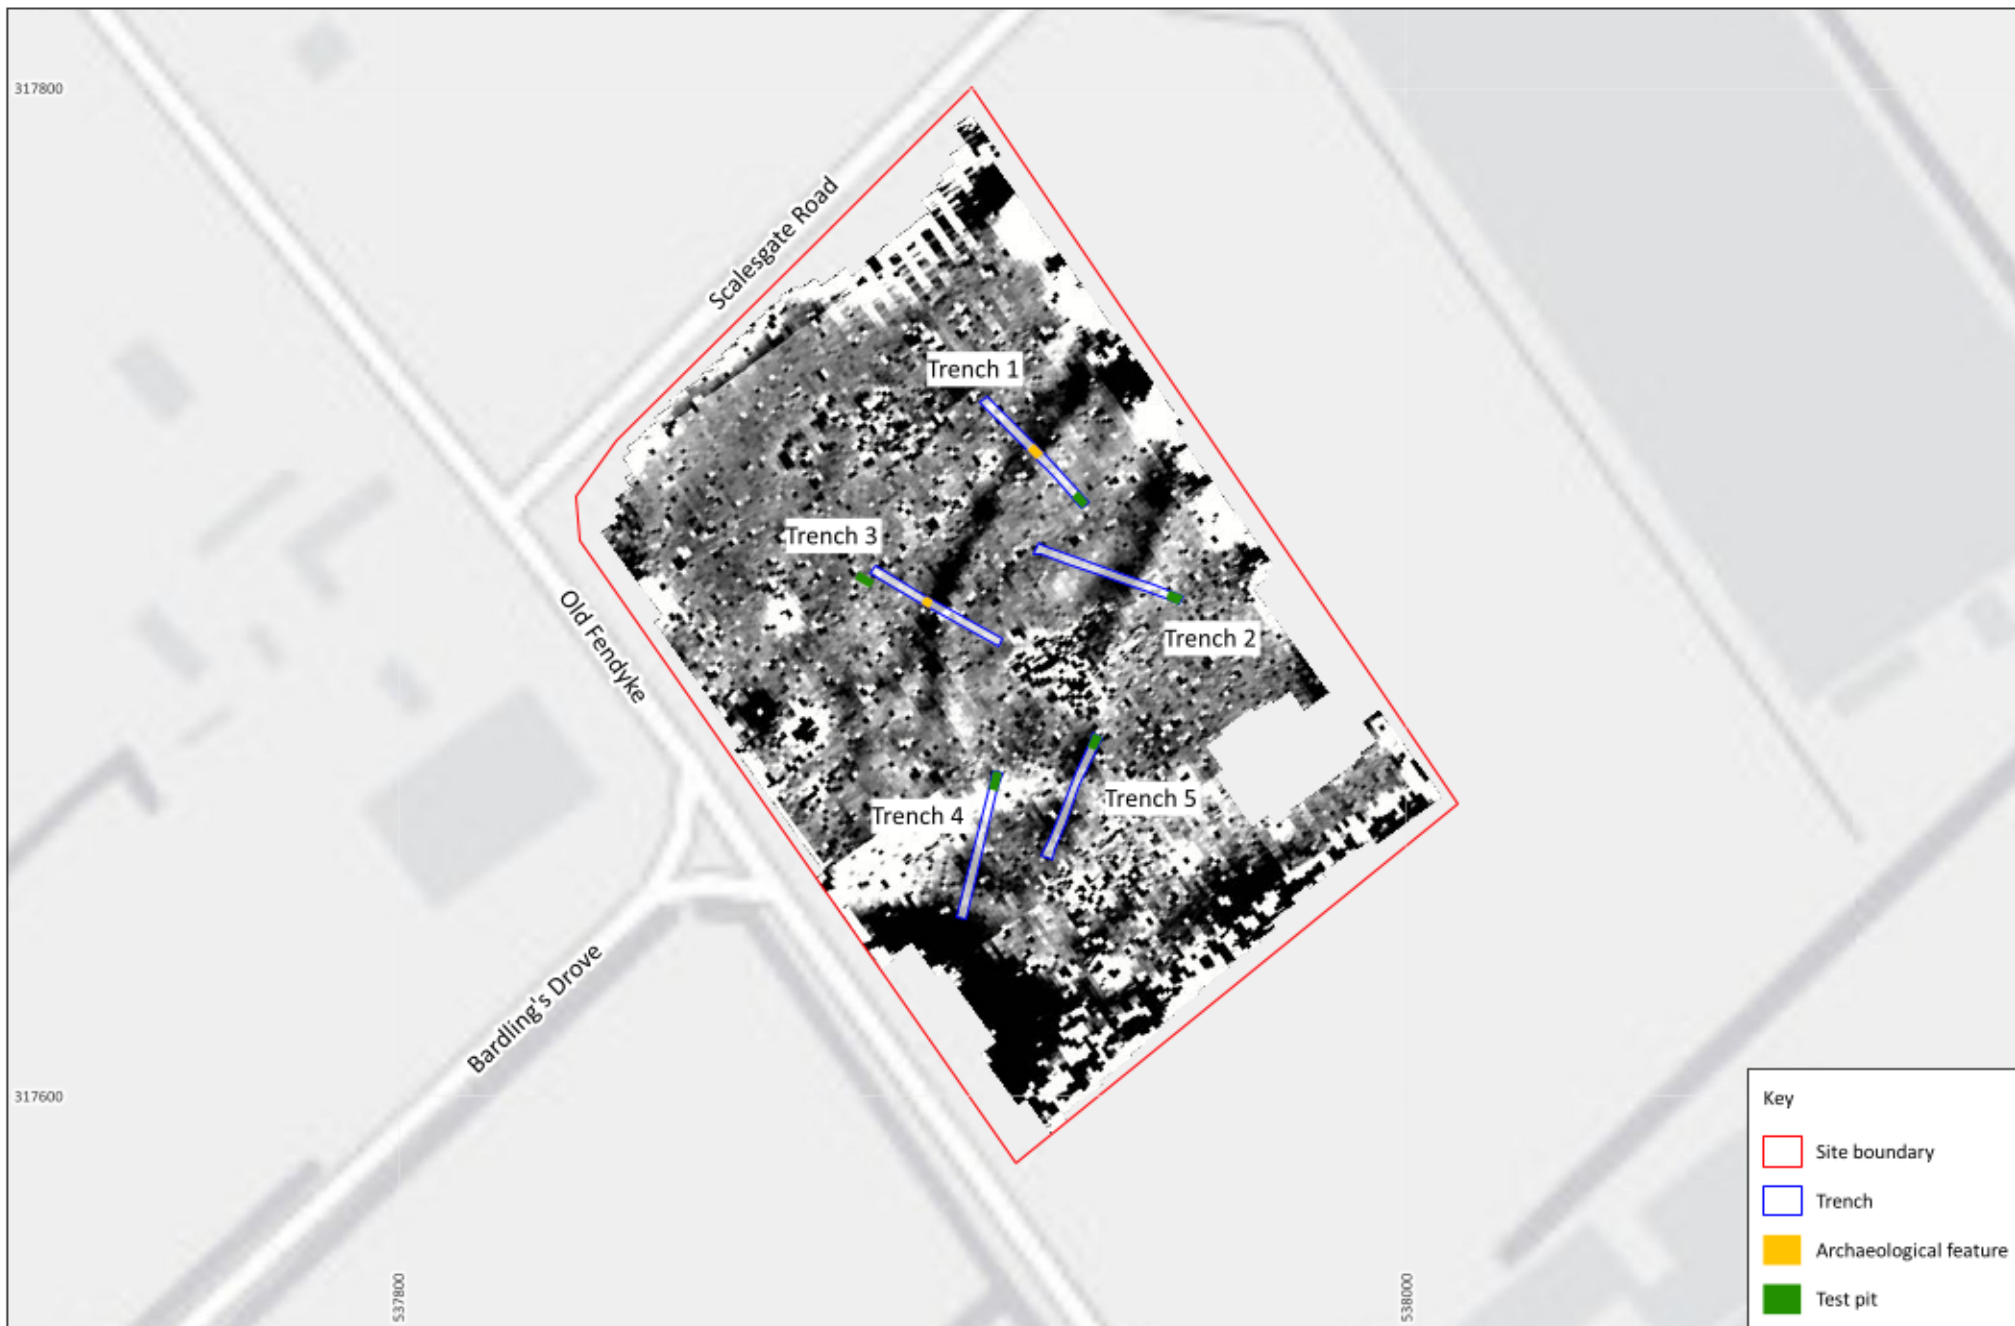 317800
Scalesgate Road
Trench 1
Trench 3
Old Fendyke
Trench 2
Trench 5
Trench 4
Bardling's Drove
317600
537800
538000
Key
Site boundary
Trench
Archaeological feature
Test pit